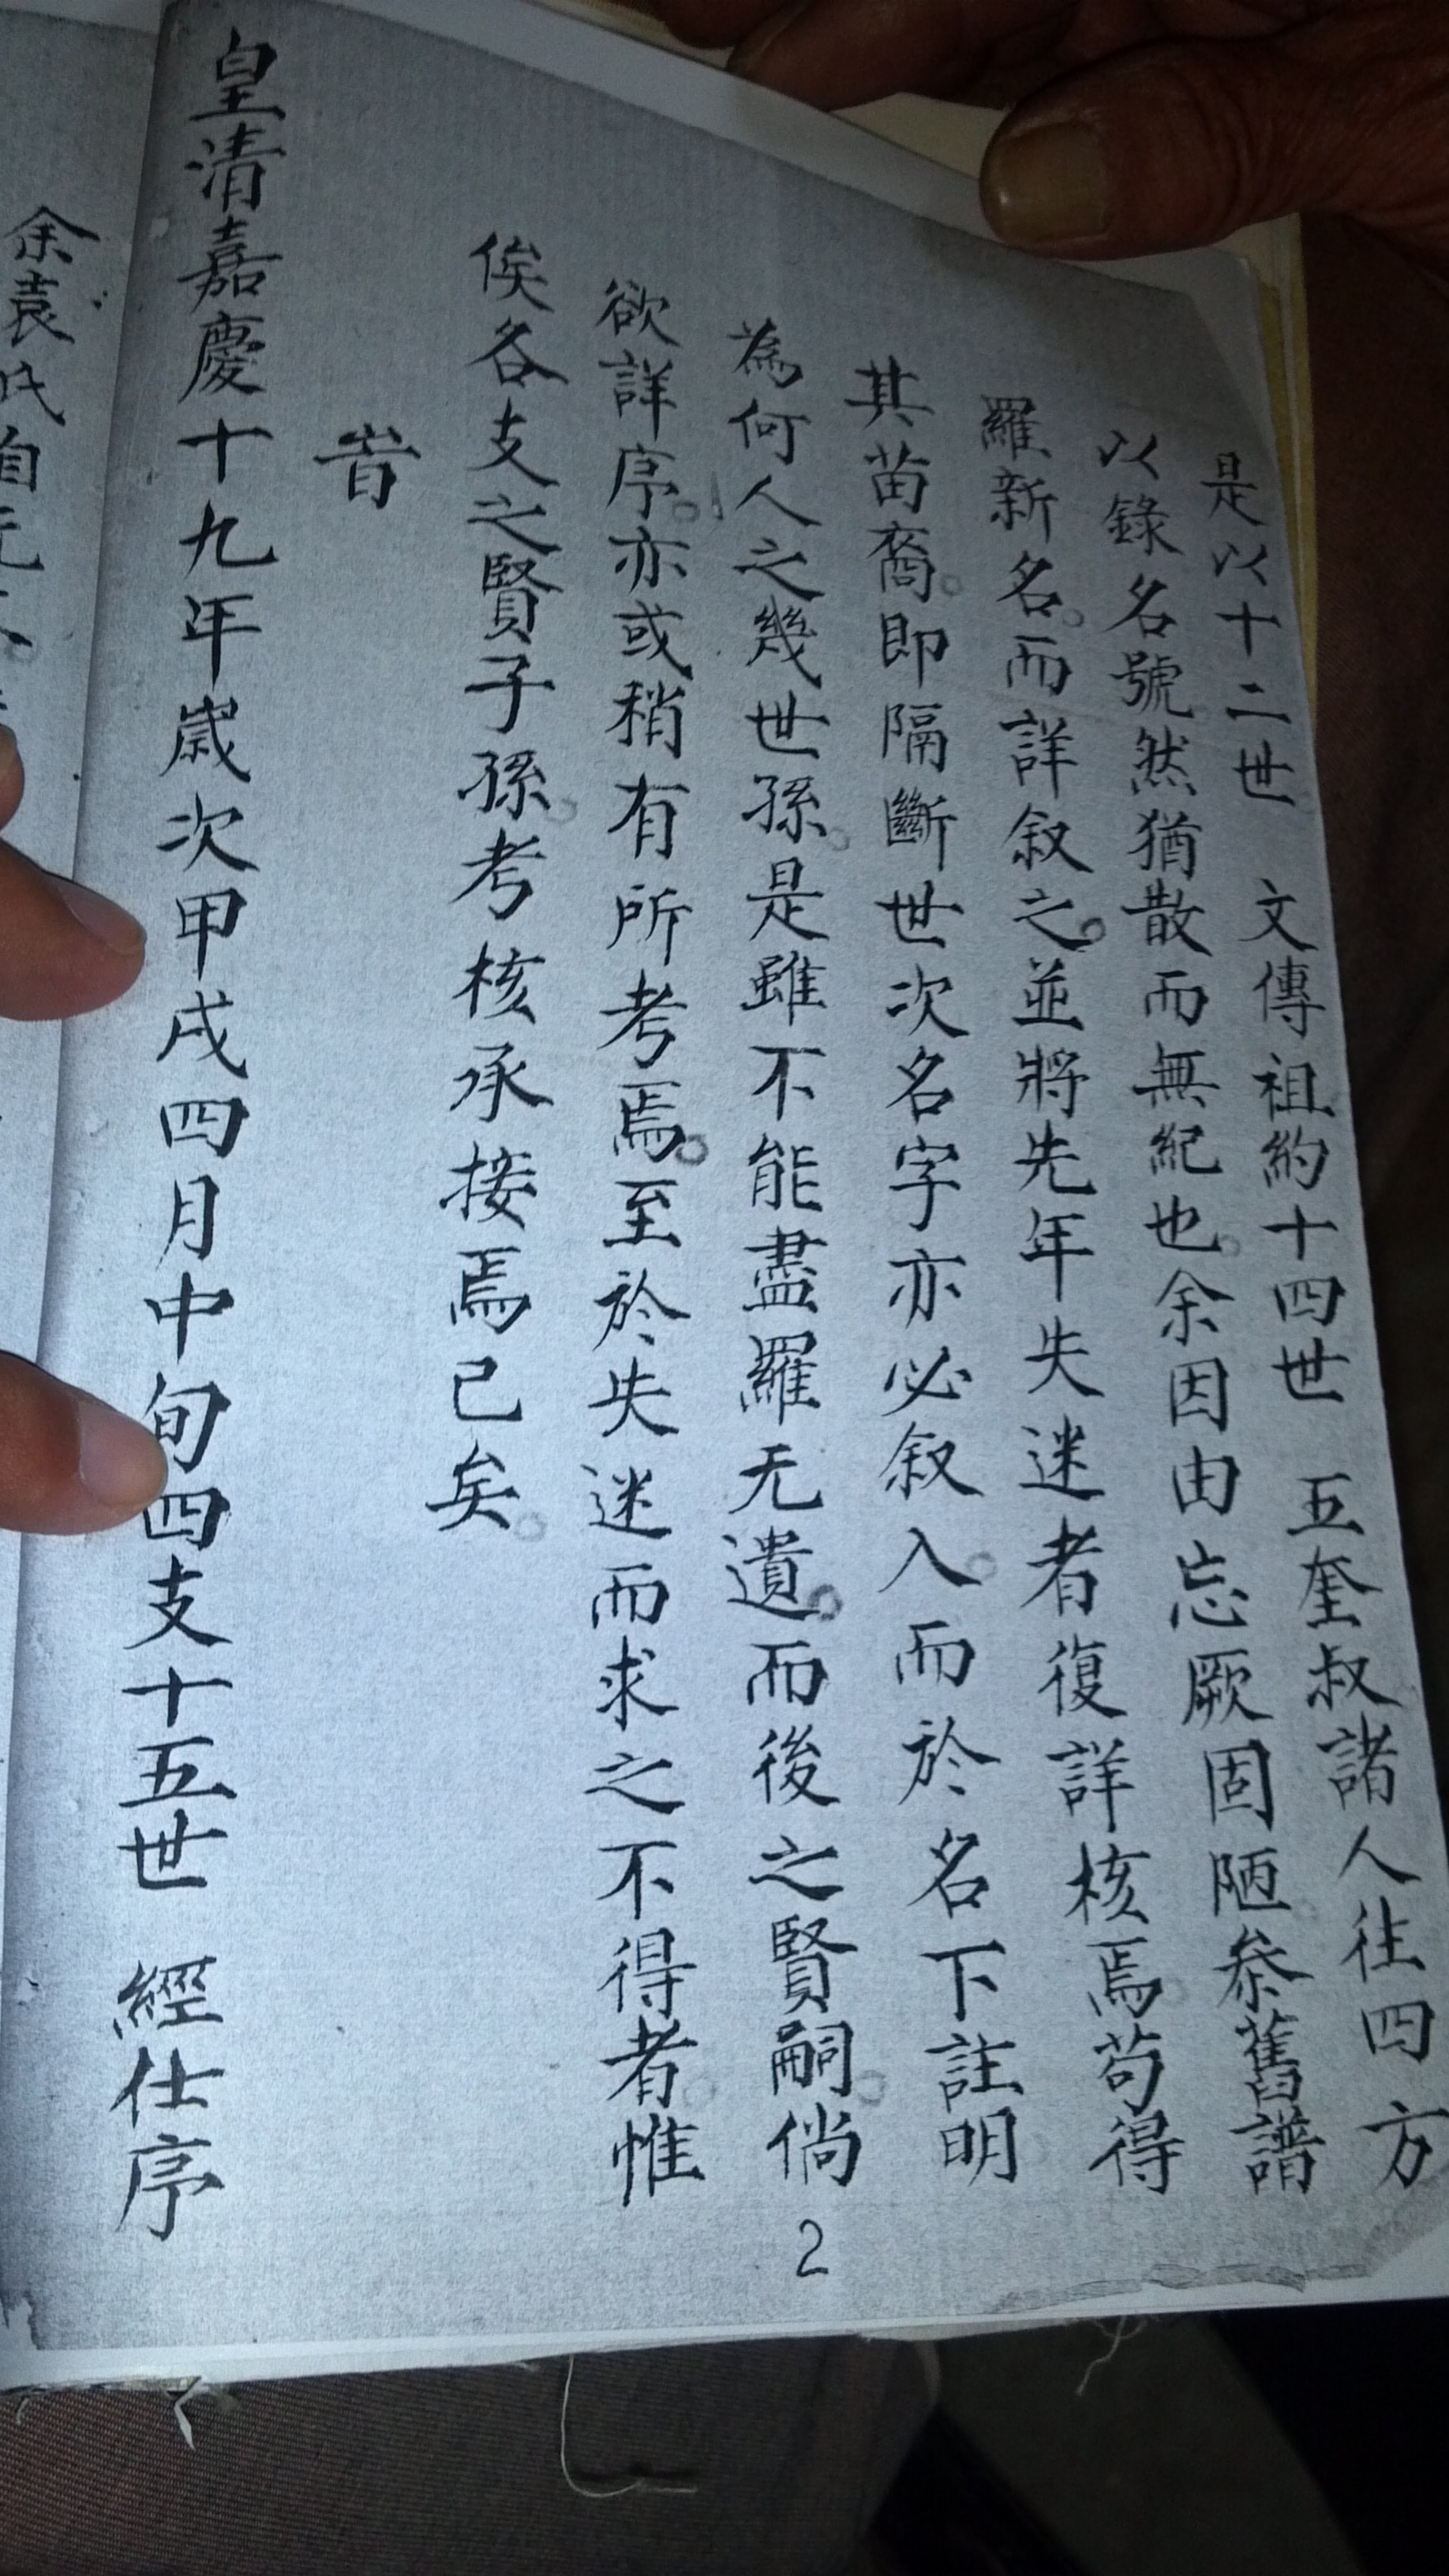 是以十二世 文傳祖約十四世 五奎叔諸人往四方
以錄名號然猶散而無紀也。余因由忘厥固陋叅舊譜
羅新名。而詳叙之。並將先年失迷者復詳核焉苟得
其苗裔。即隔斷世次名字亦必叙入。而於名下註明
為何人之幾世孫。是雖不能盡羅无遺。而後之賢嗣。倘
欲詳序。亦或稍有所考焉。至於失迷而求之不得者惟
俟各支之賢子孫。考核承接焉已矣。
旹
皇清嘉慶十九年歲次甲戌四月中旬四支十五世 經仕序
余袁氏自元
2